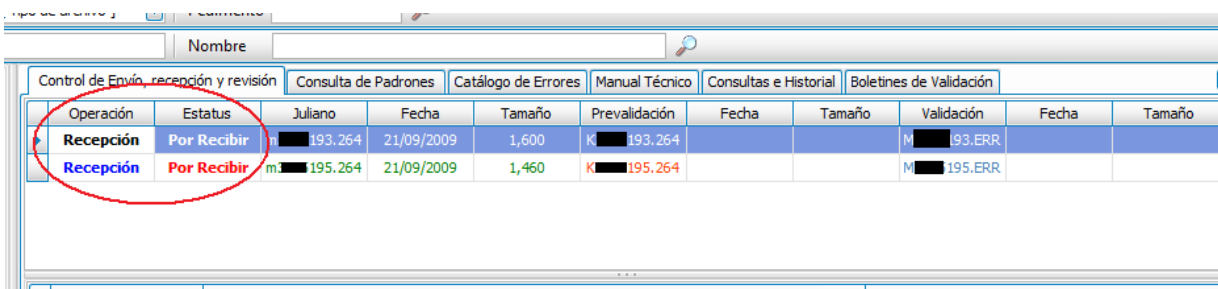 Nombre
Control de Envío, recepción y revisión Consulta de Padrones Catálogo de Errores Manual Técnico Consultas e Historial Boletines de Validación
Operación Estatus Juliano Fecha Tamaño Prevalidación Fecha Tamaño Validación Fecha Tamaño
Recepción Por Recibir m 193.264 21/09/2009 1,600 K 193.264 M 193.ERR
Recepción Por Recibir m3 195.264 21/09/2009 1,460 K 195.264 M 195.ERR